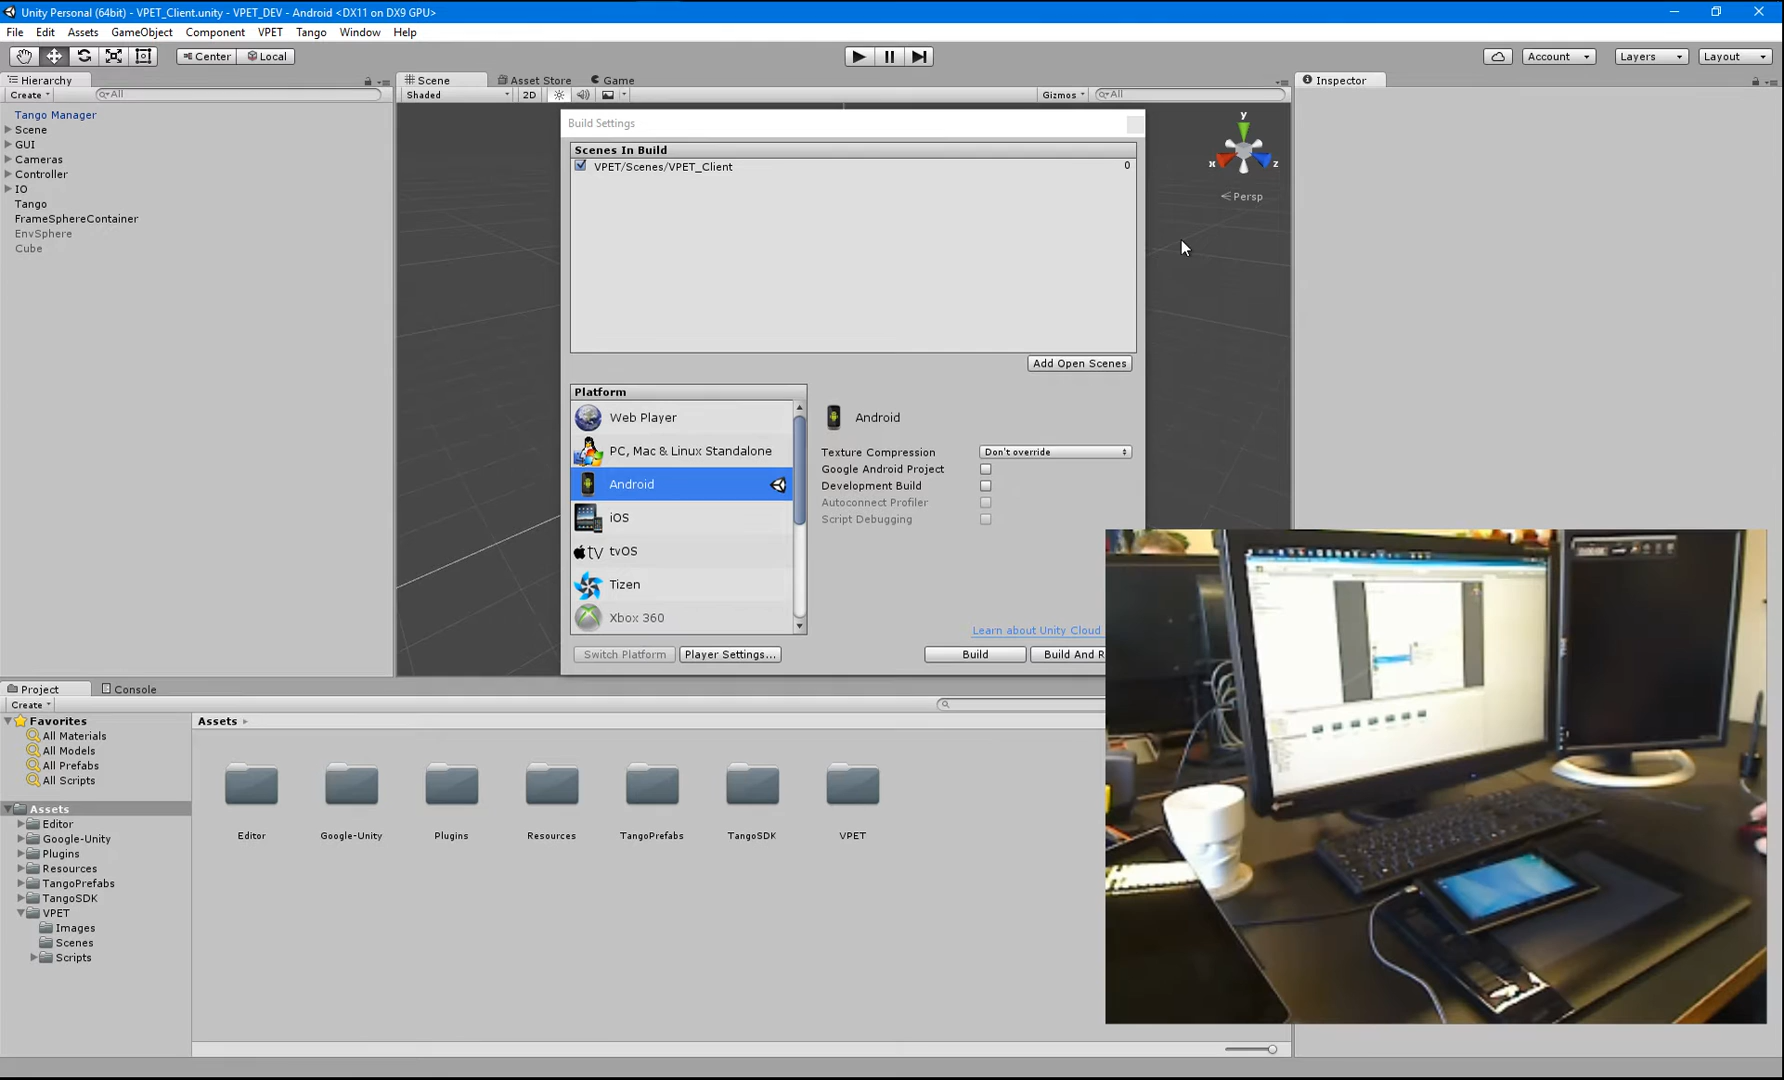 Unity Personal (64bit) - VPET_Client.unity - VPET_DEV - Android <DX11 on DX9 GPU>
File Edit Assets GameObject Component VPET Tango Window Help
Center Local Account Layers Layout
Hierarchy
Create All
Tango Manager
Scene
GUI
Cameras
Controller
IO
Tango
FrameSphereContainer
EnvSphere
Cube
Scene Asset Store Game
Shaded 2D Gizmos All
y
x z
Persp
Inspector
Build Settings
Scenes In Build
VPET/Scenes/VPET_Client 0
Add Open Scenes
Platform
Web Player
PC, Mac & Linux Standalone
Android
iOS
tv tvOS
Tizen
Xbox 360
Android
Texture Compression Don't override
Google Android Project
Development Build
Autoconnect Profiler
Script Debugging
Learn about Unity Cloud
Switch Platform Player Settings... Build Build And R
Project Console
Create
Favorites
All Materials
All Models
All Prefabs
All Scripts
Assets
Editor
Google-Unity
Plugins
Resources
TangoPrefabs
TangoSDK
VPET
Images
Scenes
Scripts
Assets
Editor Google-Unity Plugins Resources TangoPrefabs TangoSDK VPET